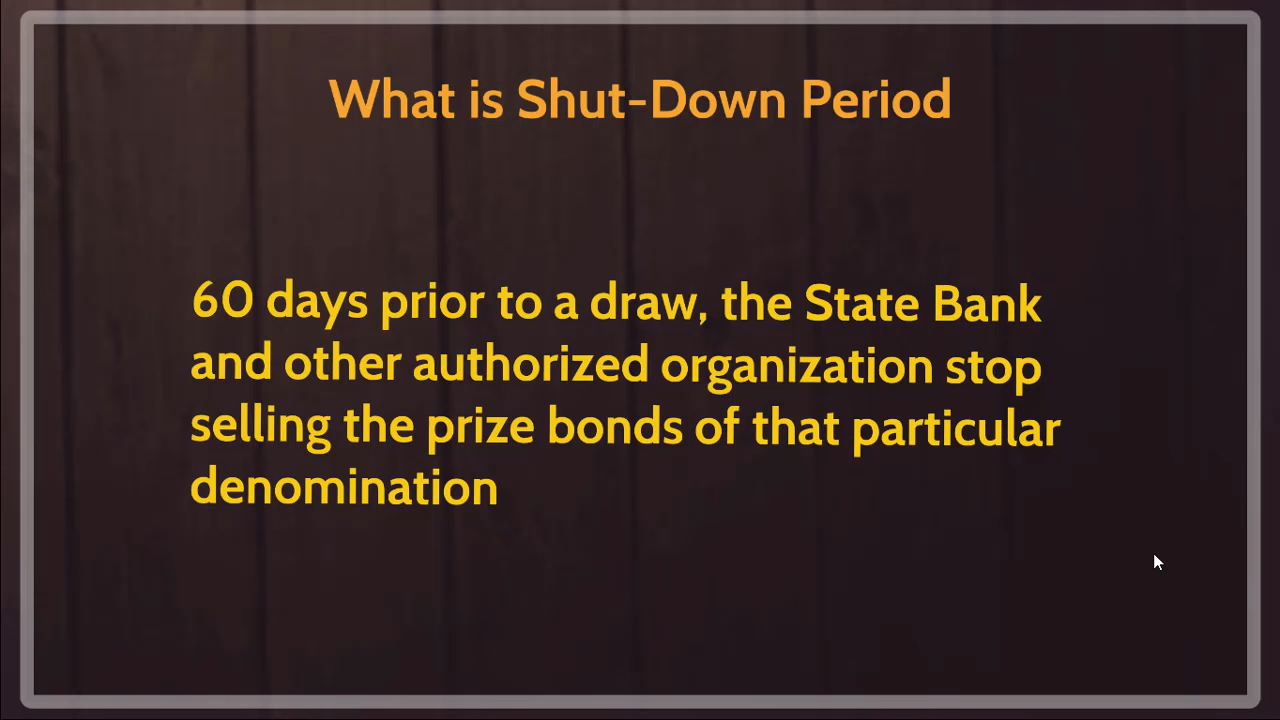 What is Shut-Down Period
60 days prior to a draw, the State Bank
and other authorized organization stop
selling the prize bonds of that particular
denomination